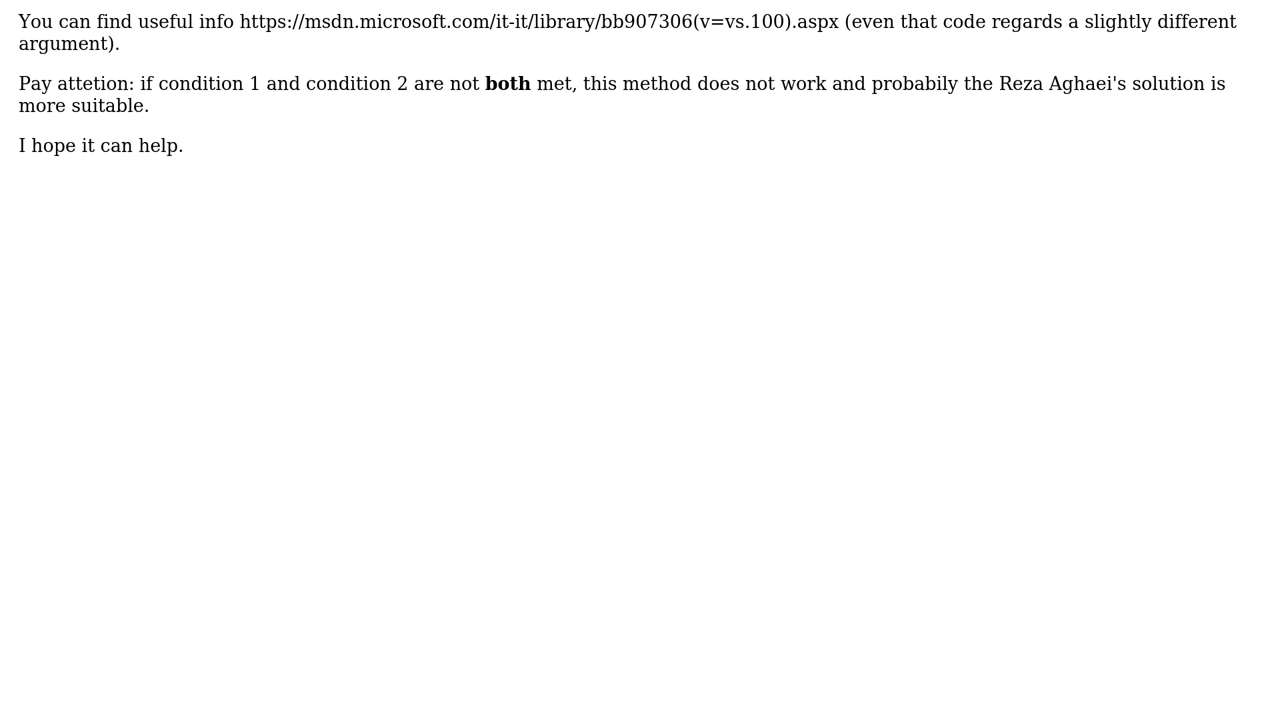 You can find useful info https://msdn.microsoft.com/it-it/library/bb907306(v=vs.100).aspx (even that code regards a slightly different
argument).
Pay attetion: if condition 1 and condition 2 are not both met, this method does not work and probabily the Reza Aghaei's solution is
more suitable.
I hope it can help.